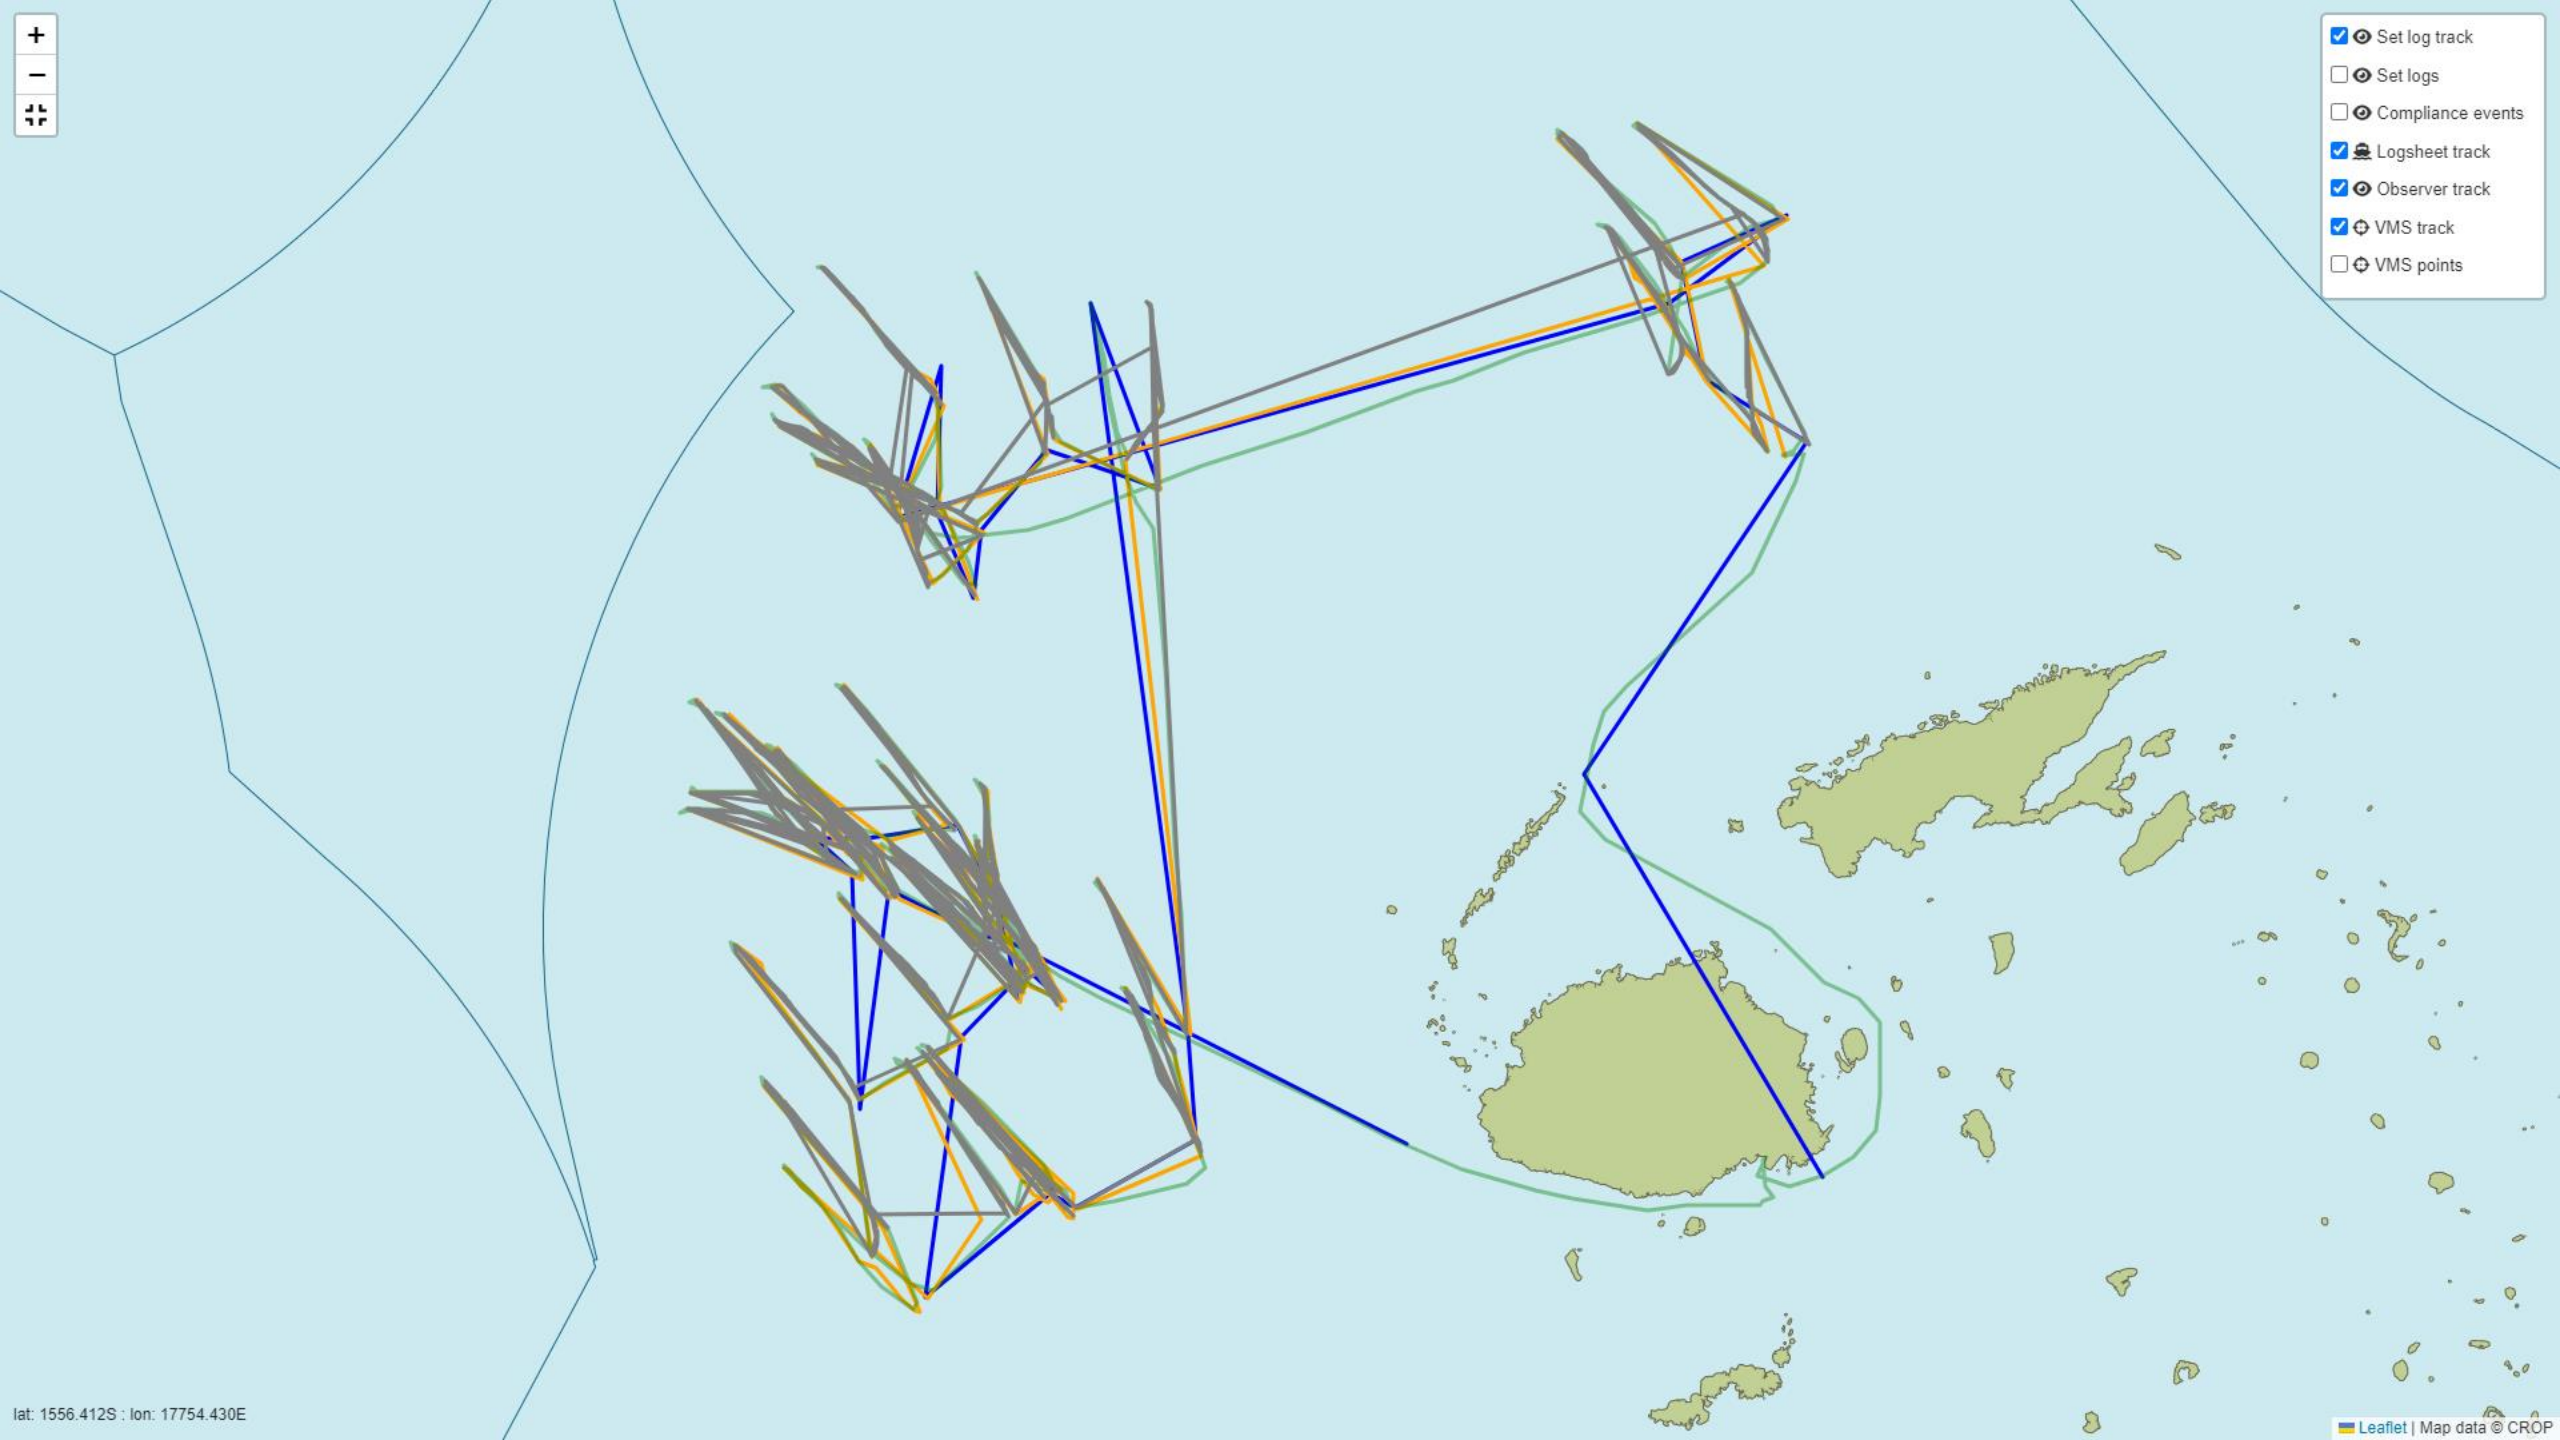 +
−
Set log track
Set logs
Compliance events
Logsheet track
Observer track
VMS track
VMS points
lat: 1556.412S : lon: 17754.430E
Leaflet | Map data © CROP